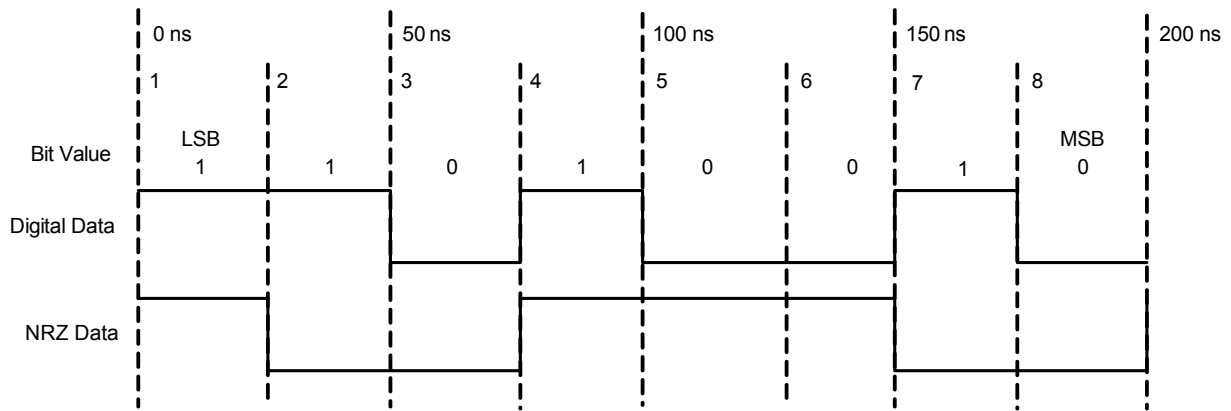 0 ns 50 ns 100 ns 150 ns 200 ns
1 2 3 4 5 6 7 8
LSB MSB
Bit Value 1 1 0 1 0 0 1 0
Digital Data
NRZ Data